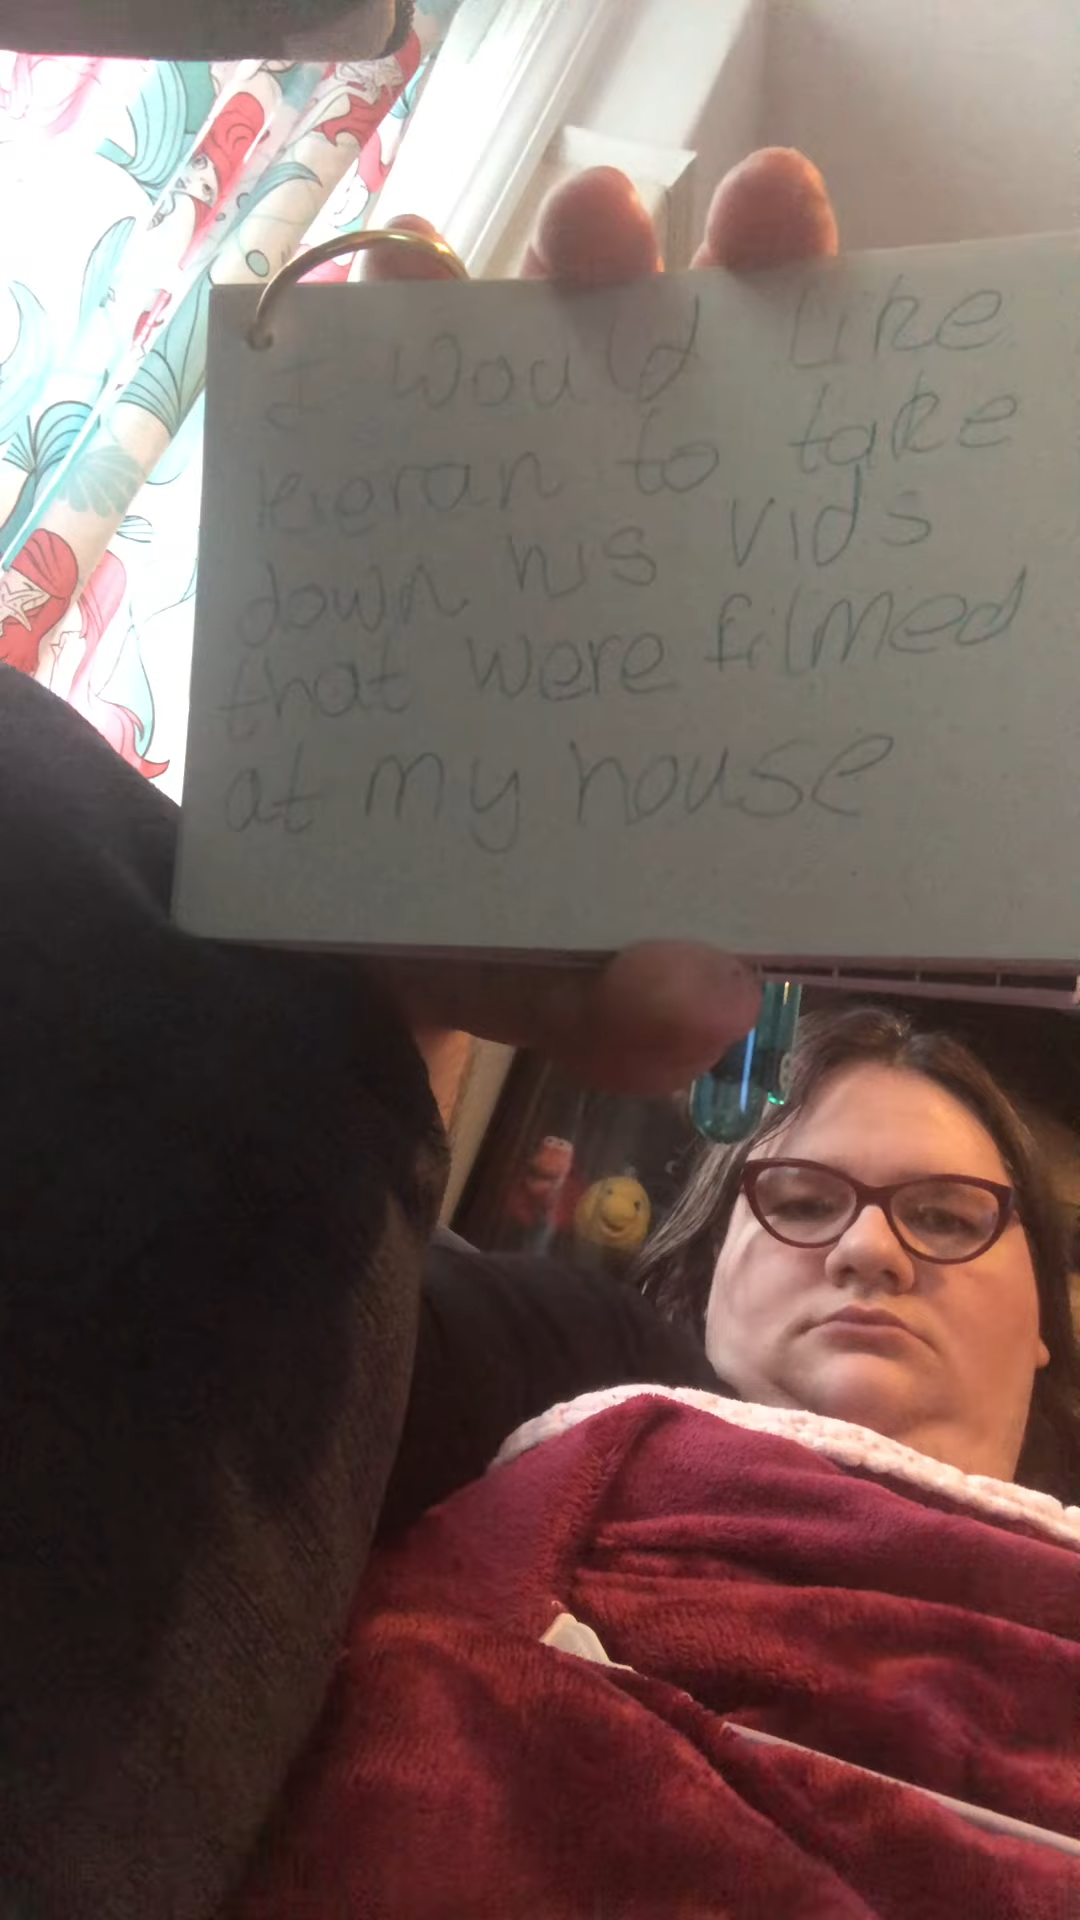 I would like
kieran to take
down his vids
that were filmed
at my house